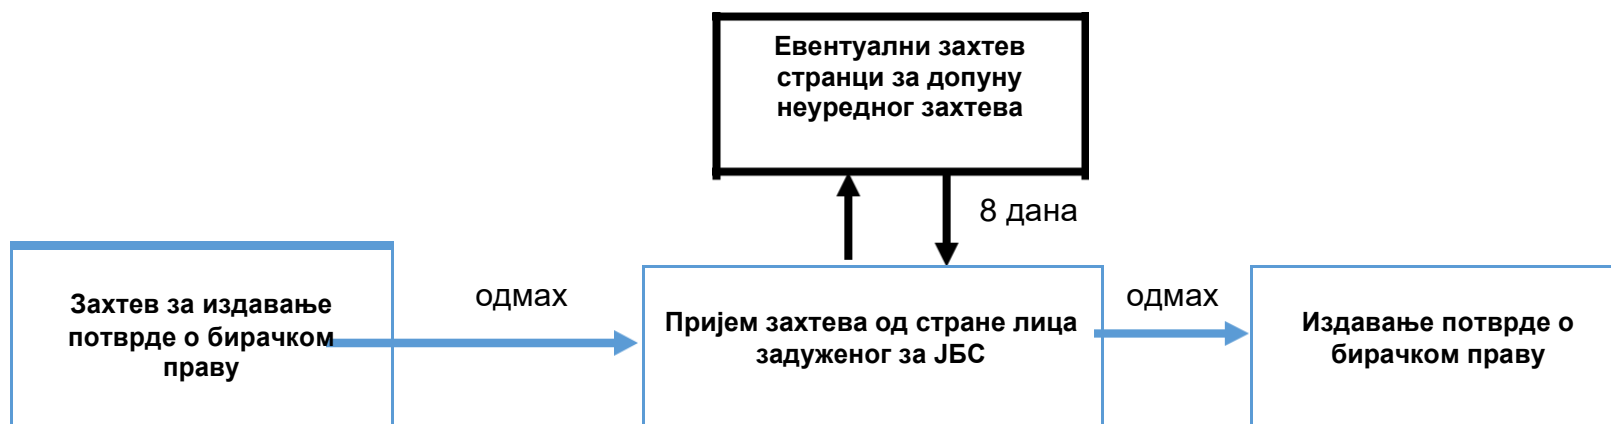 Евентуални захтев
странци за допуну
неуредног захтева
8 дана
Захтев за издавање
потврде о бирачком
праву
одмах
Пријем захтева од стране лица
задуженог за ЈБС
одмах
Издавање потврде о
бирачком праву